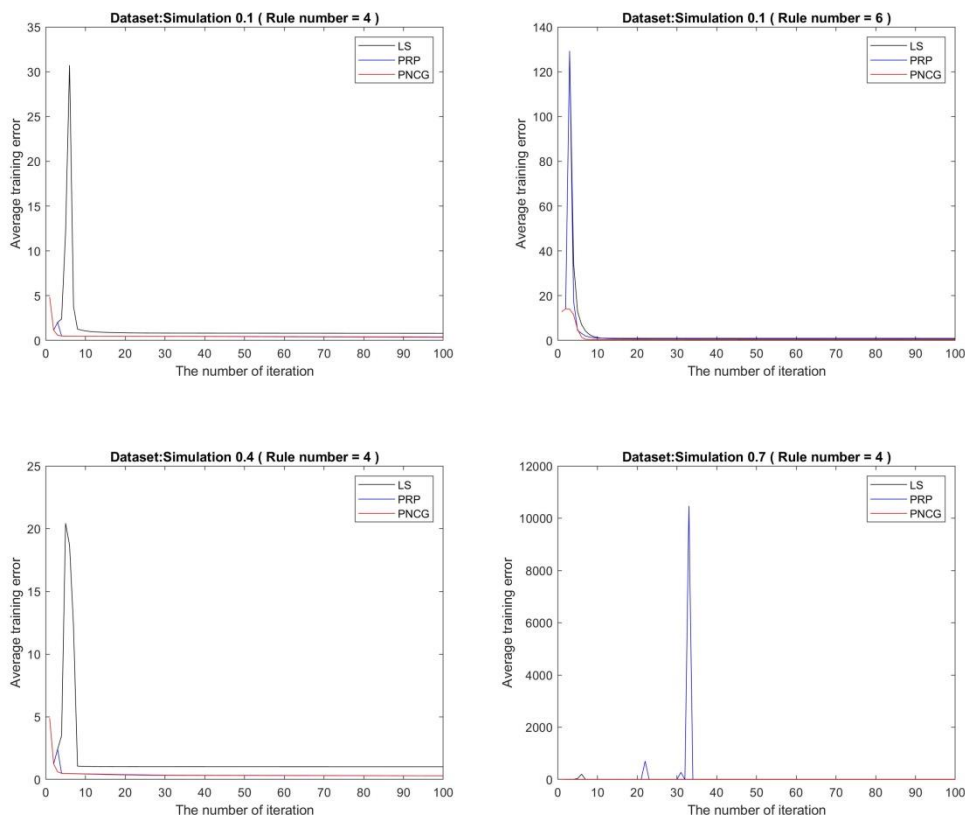 Dataset:Simulation 0.1 ( Rule number = 4 )
35
30
25
20
15
10
5
0
Average training error
LS
PRP
PNCG
0 10 20 30 40 50 60 70 80 90 100
The number of iteration
Dataset:Simulation 0.1 ( Rule number = 6 )
140
120
100
80
60
40
20
0
Average training error
LS
PRP
PNCG
0 10 20 30 40 50 60 70 80 90 100
The number of iteration
Dataset:Simulation 0.4 ( Rule number = 4 )
25
20
15
10
5
0
Average training error
LS
PRP
PNCG
0 10 20 30 40 50 60 70 80 90 100
The number of iteration
Dataset:Simulation 0.7 ( Rule number = 4 )
12000
10000
8000
6000
4000
2000
0
Average training error
LS
PRP
PNCG
0 10 20 30 40 50 60 70 80 90 100
The number of iteration